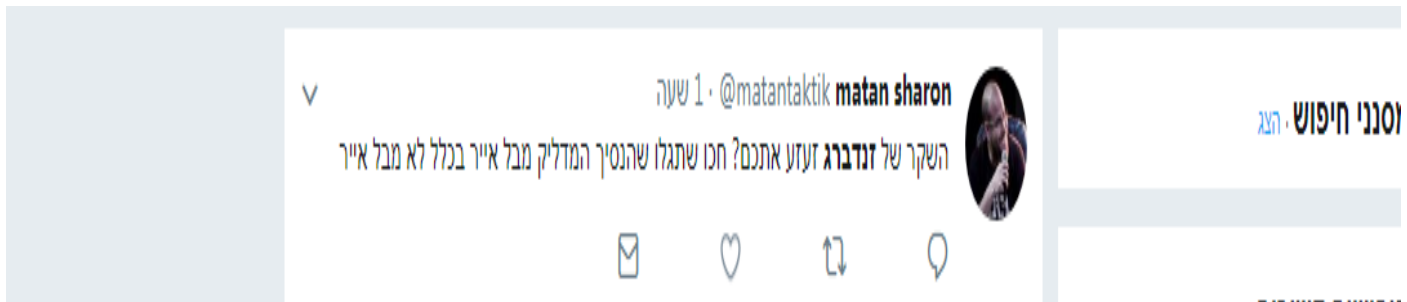 matan sharon @matantaktik · 1 שעה
השקר של זנדברג זעזע אתכם? חכו שתגלו שהנסיך המדליק מבל אייר בכלל לא מבל אייר
מסנני חיפוש · הצג